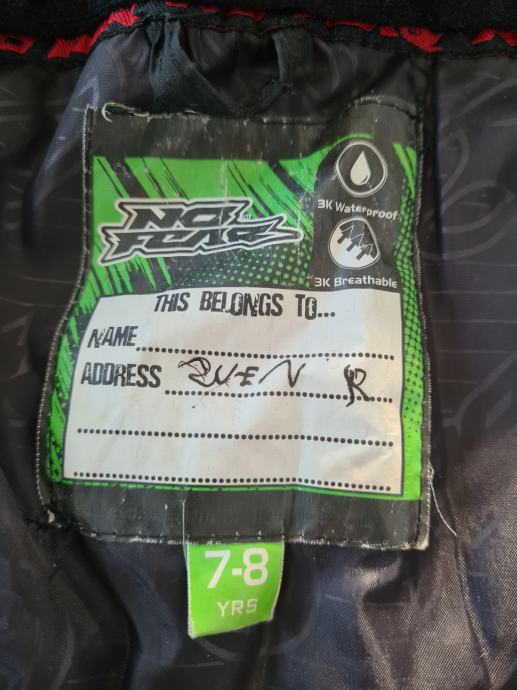 NO FEAR
3K Waterproof
3K Breathable
THIS BELONGS TO...
NAME
ADDRESS R
7-8
YRS